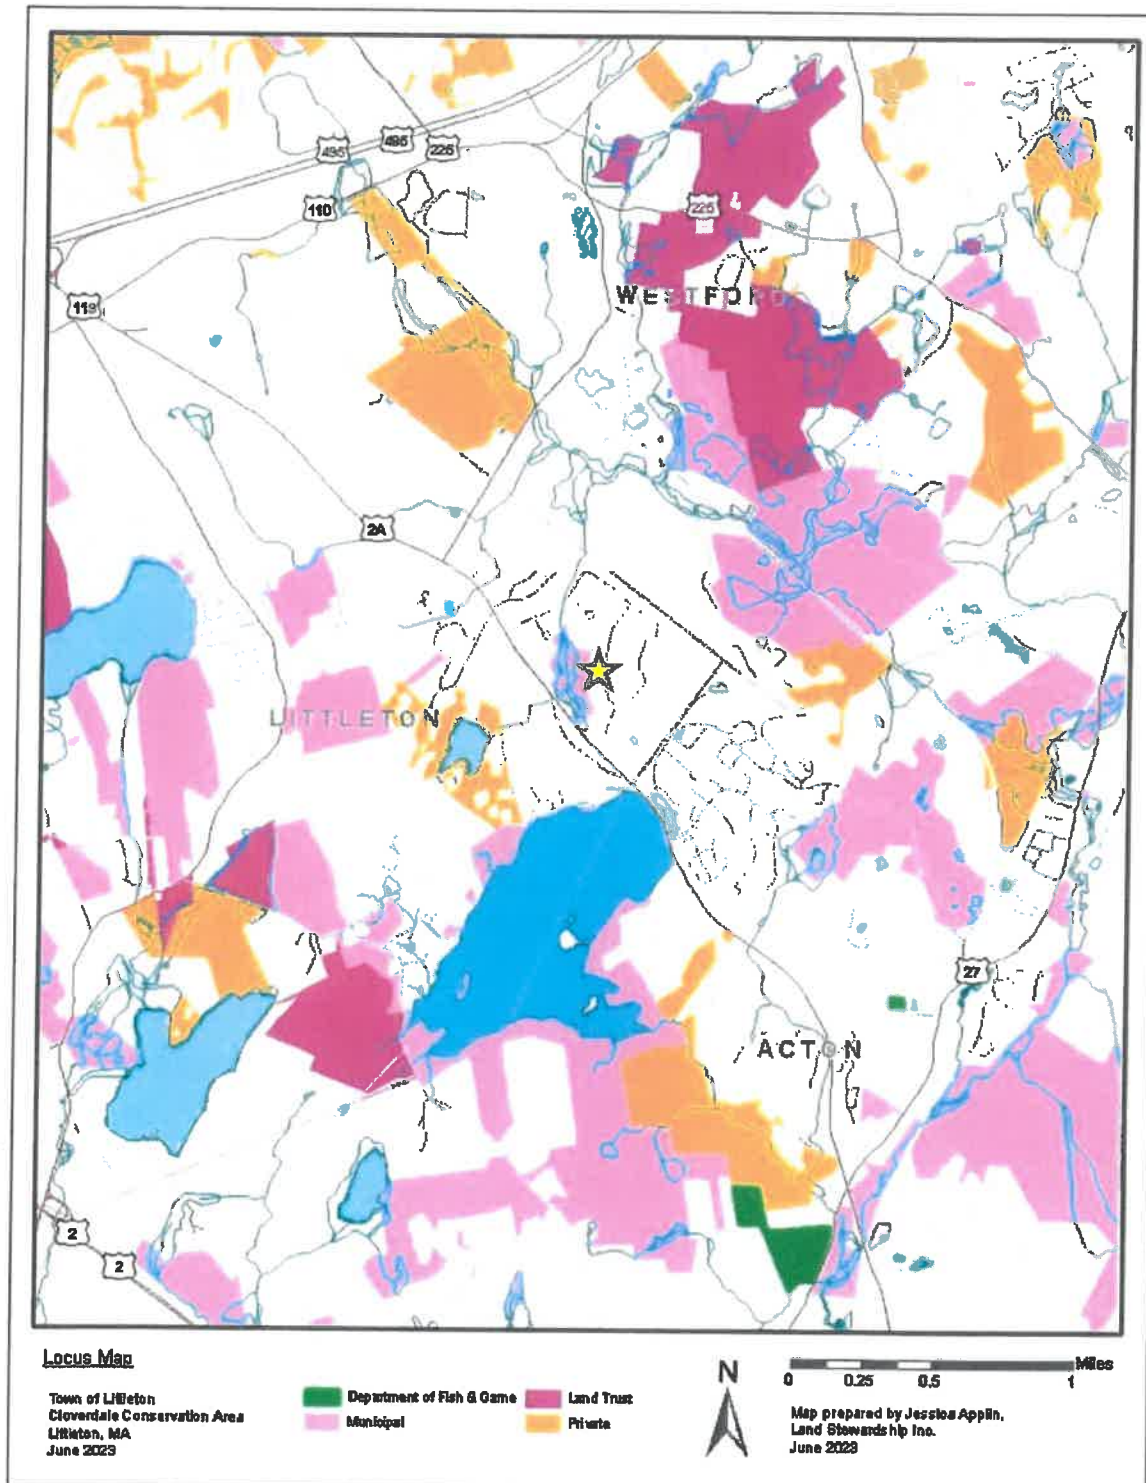 495
495
225
110
225
119
WESTFORD
2A
LITTLETON
27
ACTON
2
2
Locus Map
Town of Littleton
Cloverdale Conservation Area
Littleton, MA
June 2023
Department of Fish & Game
Municipal
Land Trust
Private
N
Miles
0 0.25 0.5 1
Map prepared by Jessica Applin,
Land Stewardship Inc.
June 2023